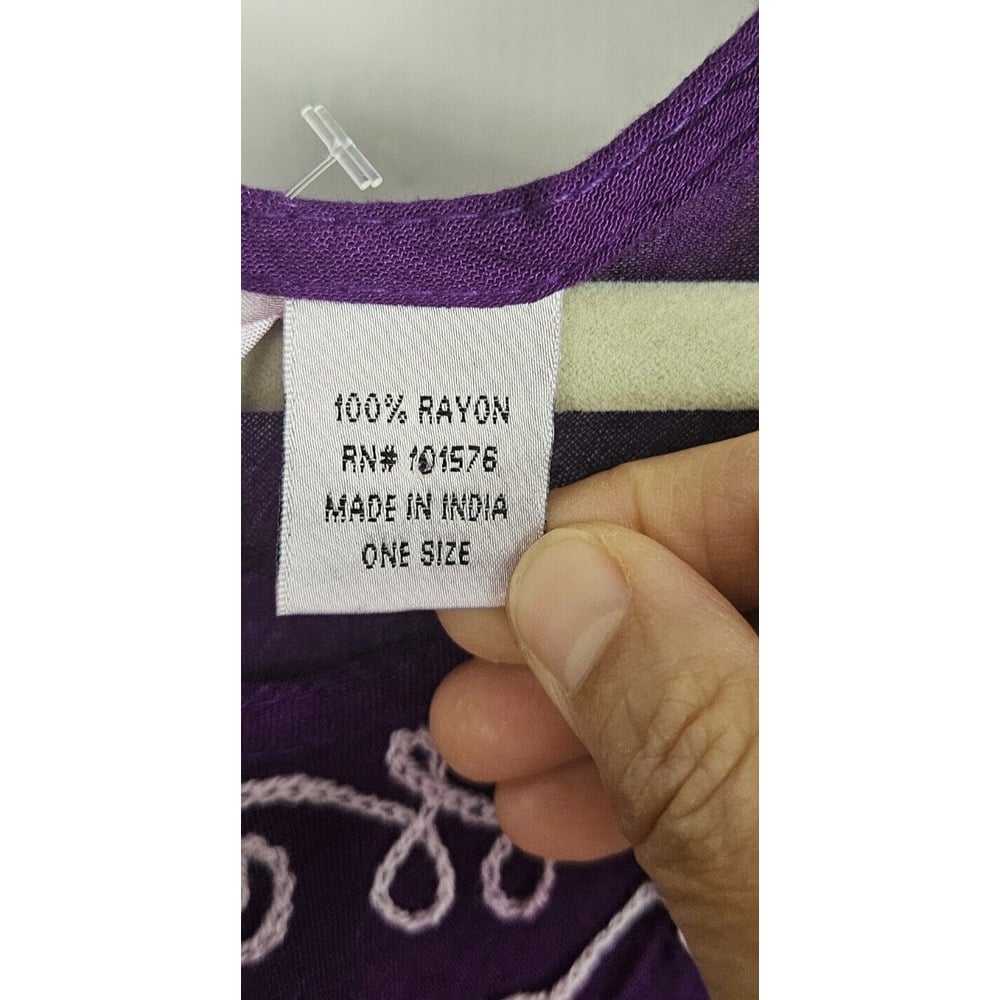 100% RAYON
RN# 101576
MADE IN INDIA
ONE SIZE